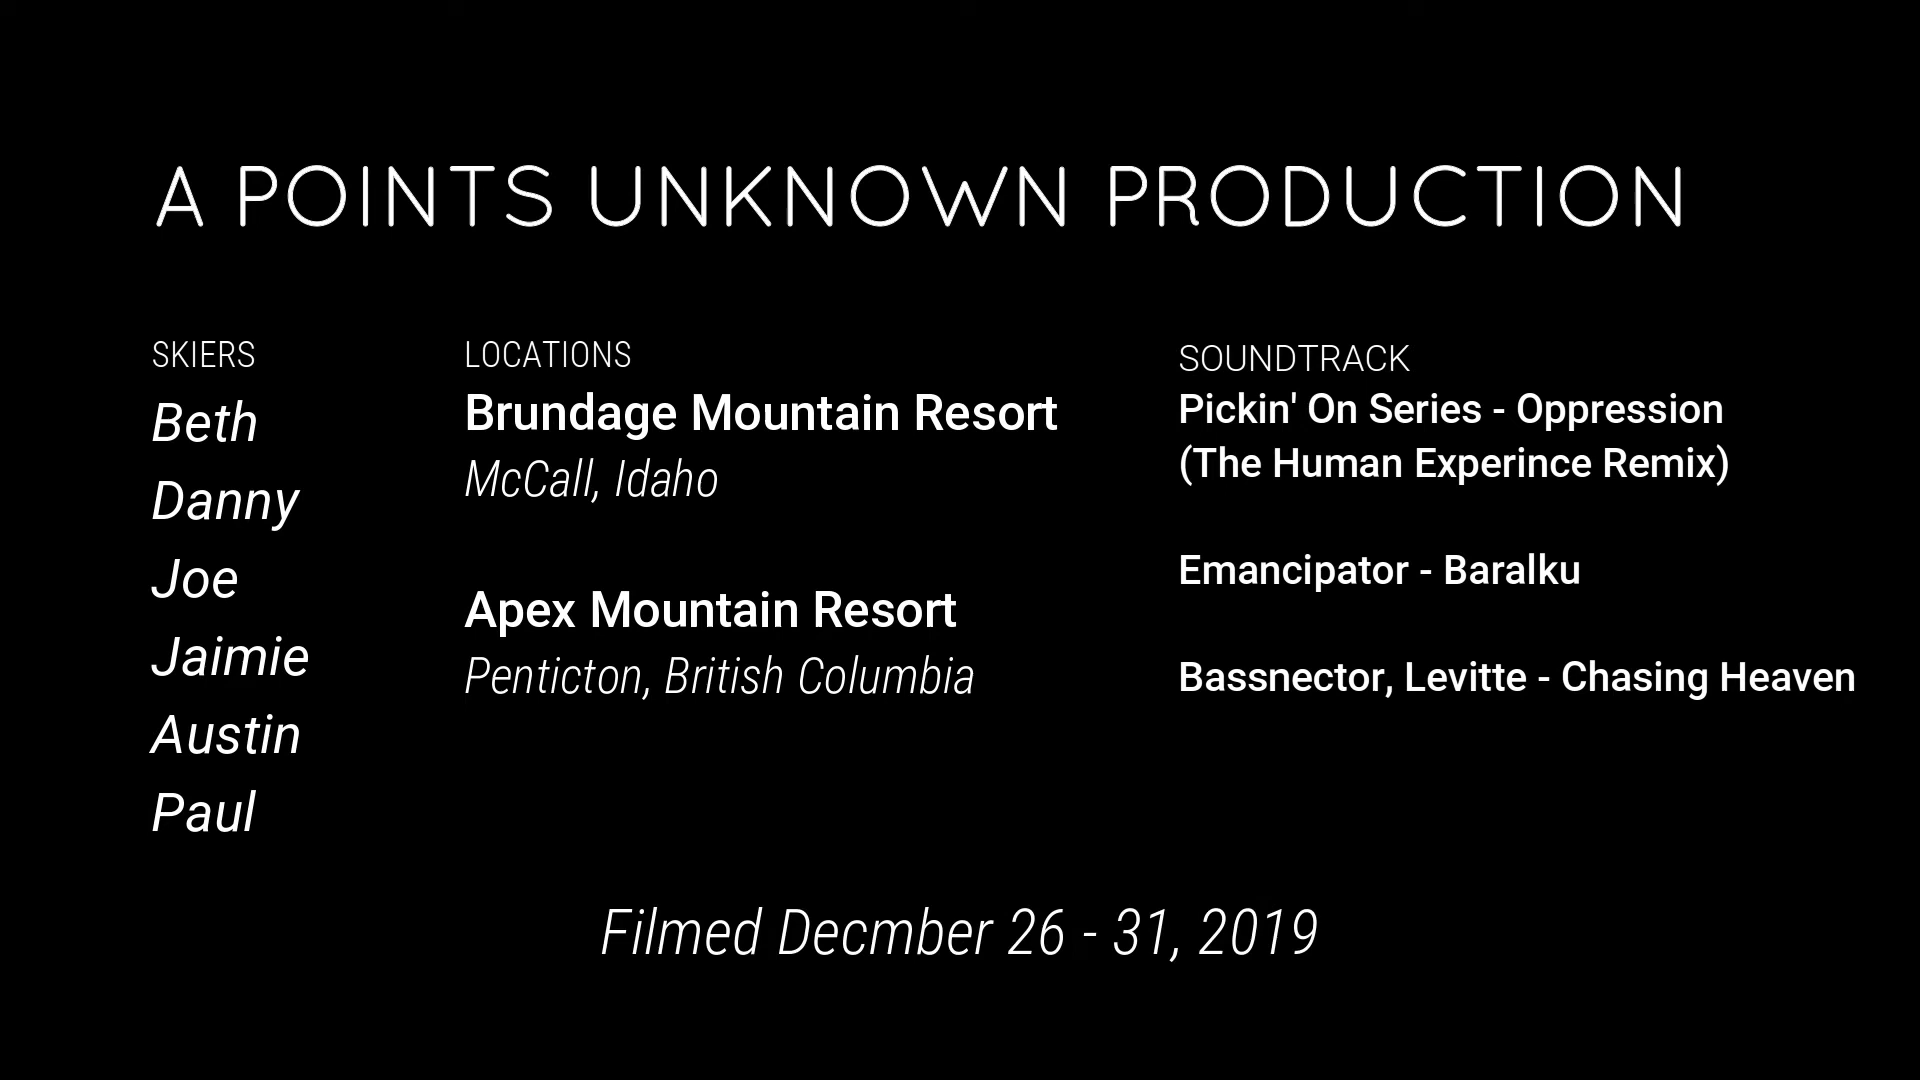 A POINTS UNKNOWN PRODUCTION
SKIERS
Beth
Danny
Joe
Jaimie
Austin
Paul
LOCATIONS
Brundage Mountain Resort
McCall, Idaho
Apex Mountain Resort
Penticton, British Columbia
SOUNDTRACK
Pickin' On Series - Oppression
(The Human Experince Remix)
Emancipator - Baralku
Bassnector, Levitte - Chasing Heaven
Filmed Decmber 26 - 31, 2019